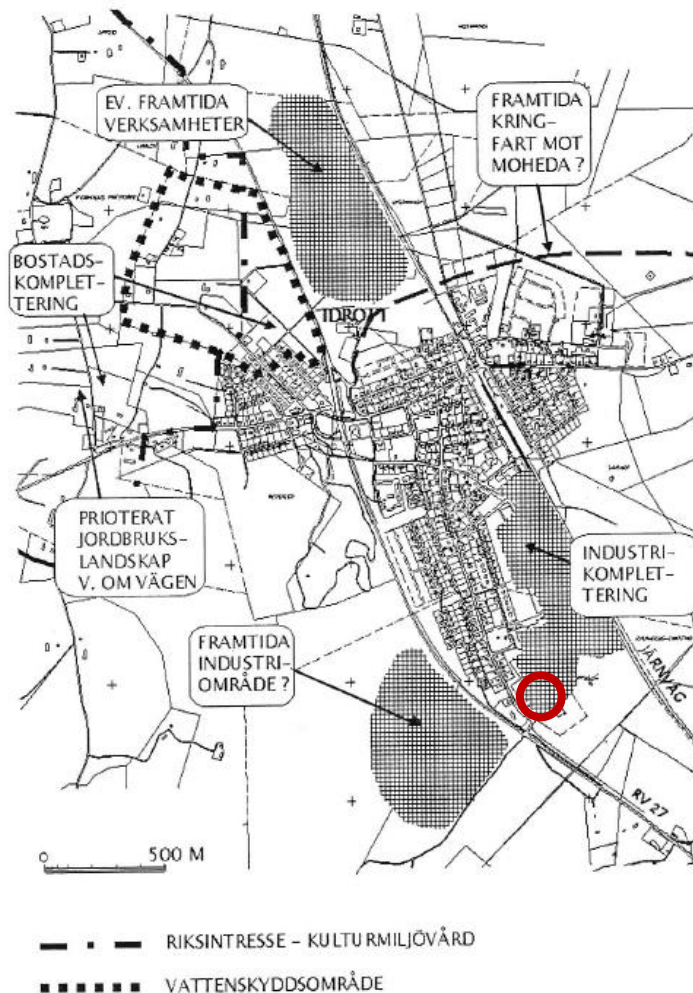 EV. FRAMTIDA
VERKSAMHETER
FRAMTIDA
KRING-
FART MOT
MOHEDA ?
BOSTADS-
KOMPLET-
TERING
IDROTT
PRIOTERAT
JORDBRUKS-
LANDSKAP
V. OM VÄGEN
INDUSTRI-
KOMPLET-
TERING
FRAMTIDA
INDUSTRI-
OMRÅDE ?
JÄRNVÄG
RV 27
0 500 M
RIKSINTRESSE - KULTURMILJÖVÅRD
VATTENSKYDDSOMRÅDE